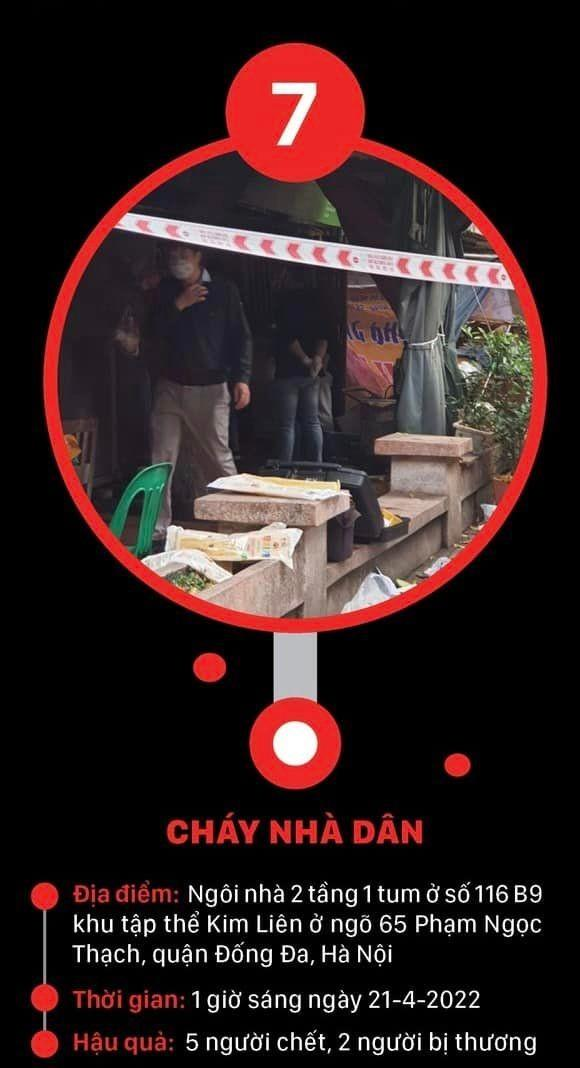 7
HỘ
CHÁY NHÀ DÂN
Địa điểm: Ngôi nhà 2 tầng 1 tum ở số 116 B9
khu tập thể Kim Liên ở ngõ 65 Phạm Ngọc
Thạch, quận Đống Đa, Hà Nội
Thời gian: 1 giờ sáng ngày 21-4-2022
Hậu quả: 5 người chết, 2 người bị thương